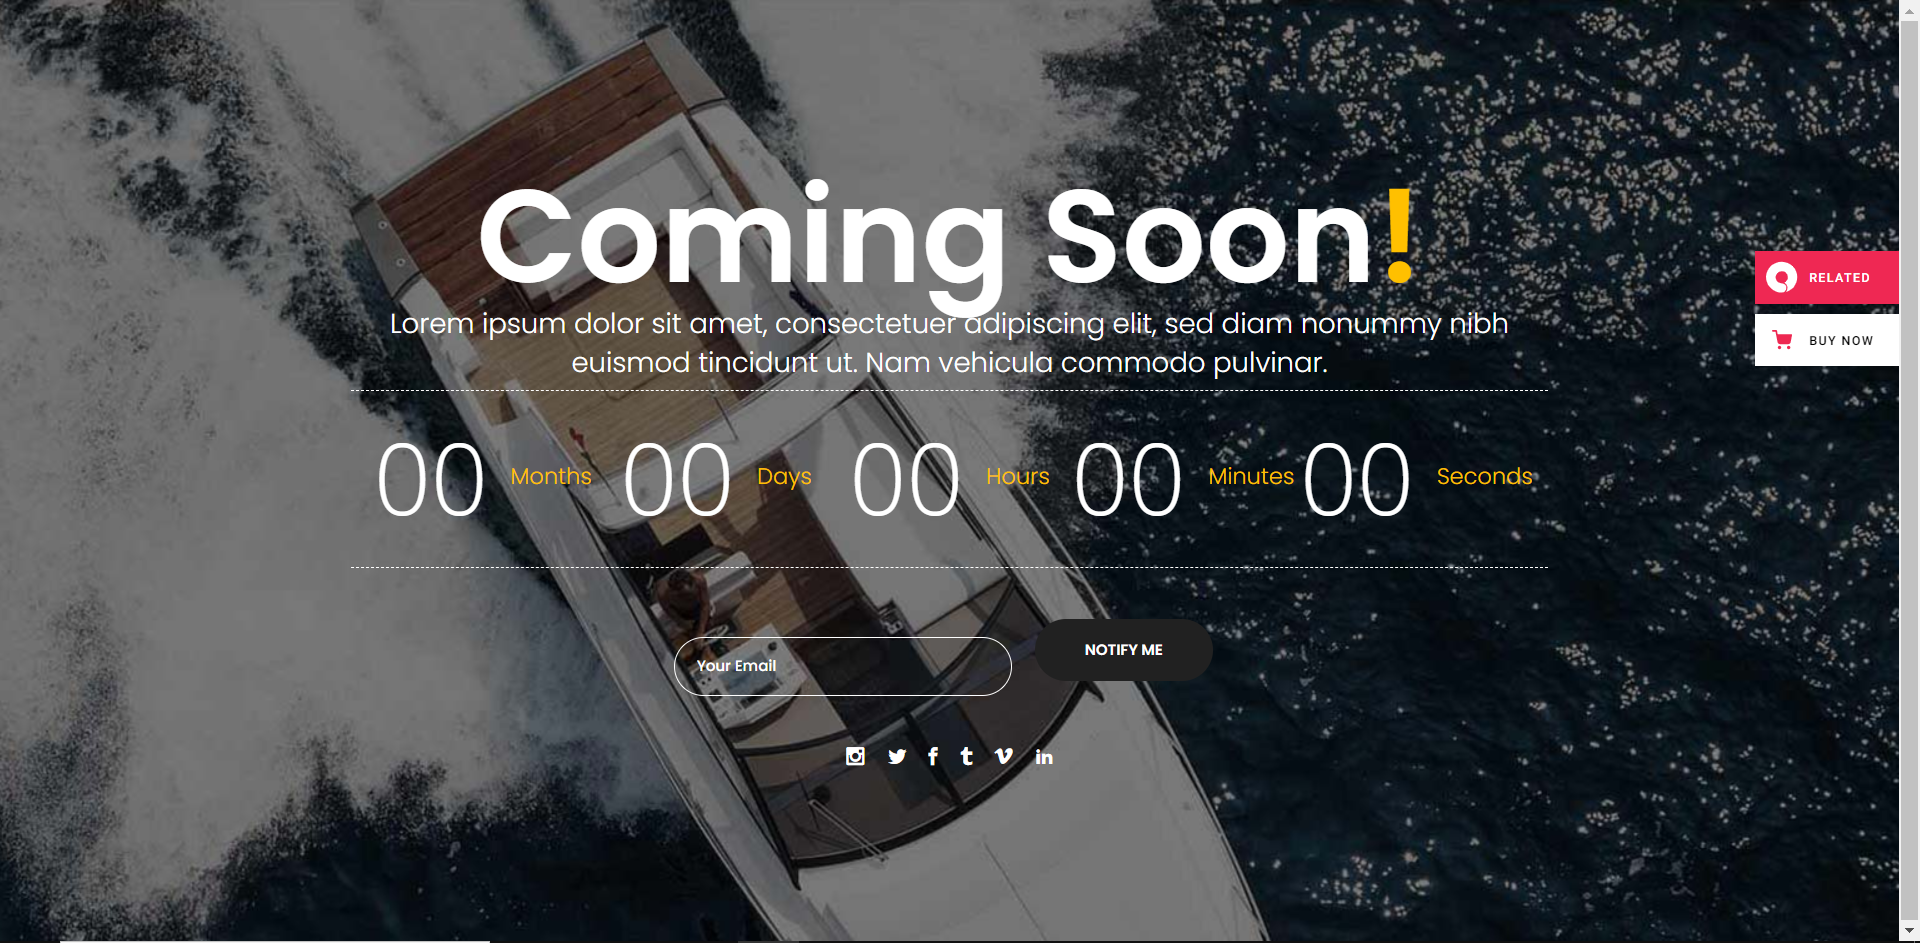 Coming Soon!
Lorem ipsum dolor sit amet, consectetuer adipiscing elit, sed diam nonummy nibh
euismod tincidunt ut. Nam vehicula commodo pulvinar.
RELATED
BUY NOW
00 Months 00 Days 00 Hours 00 Minutes 00 Seconds
Your Email
NOTIFY ME